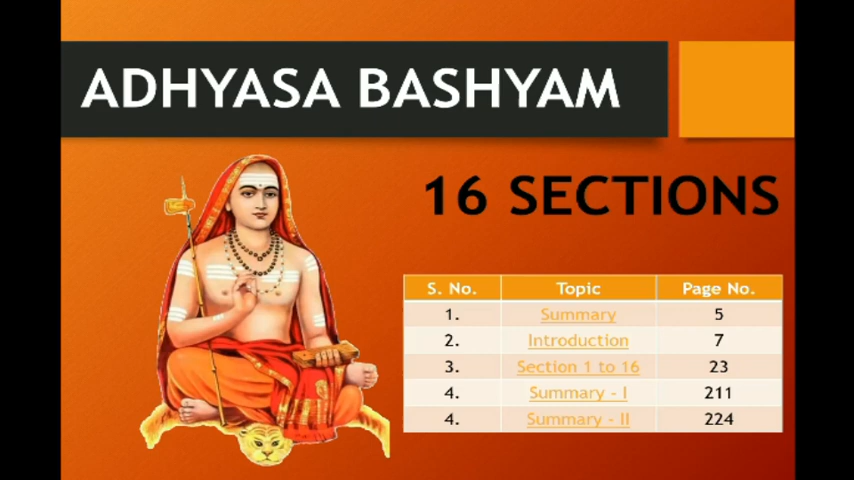 ADHYASA BASHYAM
16 SECTIONS
S. No. Topic Page No.
1. Summary 5
2. Introduction 7
3. Section 1 to 16 23
4. Summary - I 211
4. Summary - II 224